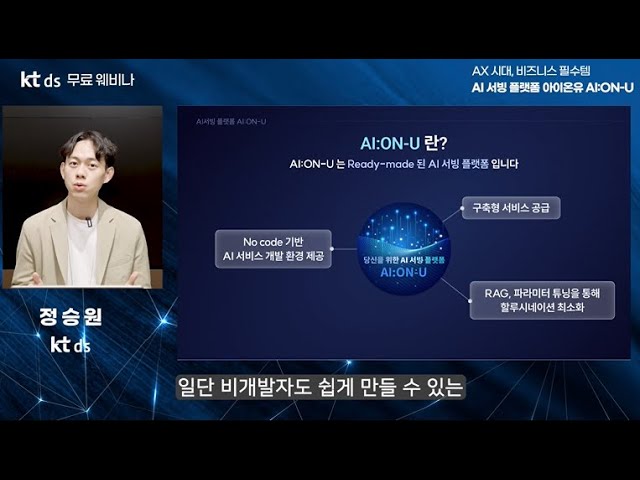 kt ds 무료 웨비나
AX 시대, 비즈니스 필수템
AI 서빙 플랫폼 아이온유 AI:ON-U
AI서빙 플랫폼 AI:ON-U
AI:ON-U 란?
AI:ON-U 는 Ready-made 된 AI 서빙 플랫폼 입니다
구축형 서비스 공급
No code 기반
AI 서비스 개발 환경 제공
당신을 위한 AI 서빙 플랫폼
AI:ON-U
RAG, 파라미터 튜닝을 통해
할루시네이션 최소화
정승원
kt ds
일단 비개발자도 쉽게 만들 수 있는